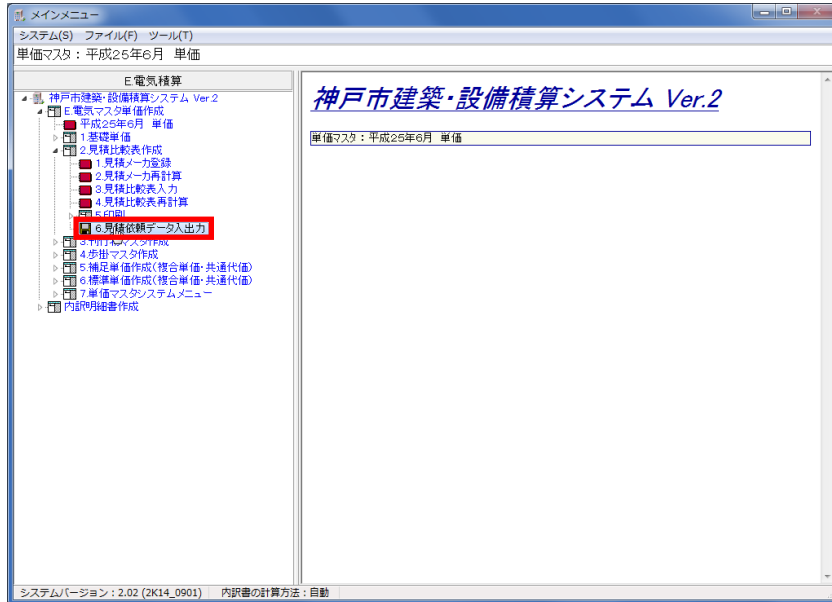 メインメニュー
システム(S) ファイル(F) ツール(T)
単価マスタ：平成25年6月 単価
E.電気積算
神戸市建築・設備積算システム Ver.2
E.電気マスタ単価作成
平成25年6月 単価
1.基礎単価
2.見積比較表作成
1.見積メーカ登録
2.見積メーカ再計算
3.見積比較表入力
4.見積比較表再計算
5.印刷
6.見積依頼データ入出力
3.刊行物マスタ作成
4.歩掛マスタ作成
5.補足単価作成(複合単価・共通代価)
6.標準単価作成(複合単価・共通代価)
7.単価マスタシステムメニュー
内訳明細書作成
神戸市建築・設備積算システム Ver.2
単価マスタ：平成25年6月 単価
システムバージョン：2.02 (2K14_0901) 内訳書の計算方法：自動